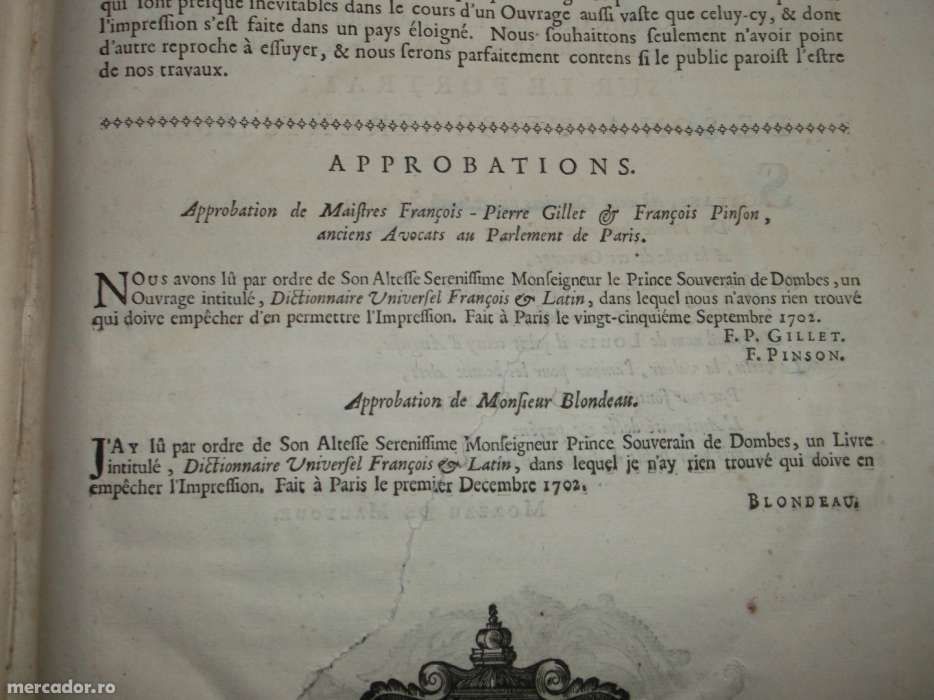 qui sont presque inévitables dans le cours d'un Ouvrage aussi vaste que celuy-cy, & dont
l'impreſſion s'eſt faite dans un pays éloigné. Nous ſouhaittons ſeulement n'avoir point
d'autre reproche à eſſuyer, & nous ſerons parfaitement contens ſi le public paroiſt l'eſtre
de nos travaux.
APPROBATIONS.
Approbation de Maiſtres François - Pierre Gillet & François Pinſon,
anciens Avocats au Parlement de Paris.
NOus avons lû par ordre de Son Alteſſe Sereniſſime Monſeigneur le Prince Souverain de Dombes, un
Ouvrage intitulé, Dictionnaire Univerſel François & Latin, dans lequel nous n'avons rien trouvé
qui doive empêcher d'en permettre l'Impreſſion. Fait à Paris le vingt-cinquiéme Septembre 1702.
F. P. GILLET.
F. PINSON.
Approbation de Monſieur Blondeau.
J'AY lû par ordre de Son Alteſſe Sereniſſime Monſeigneur Prince Souverain de Dombes, un Livre
intitulé, Dictionnaire Univerſel François & Latin, dans lequel je n'ay rien trouvé qui doive en
empêcher l'Impreſſion. Fait à Paris le premier Decembre 1702.
BLONDEAU.
mercador.ro